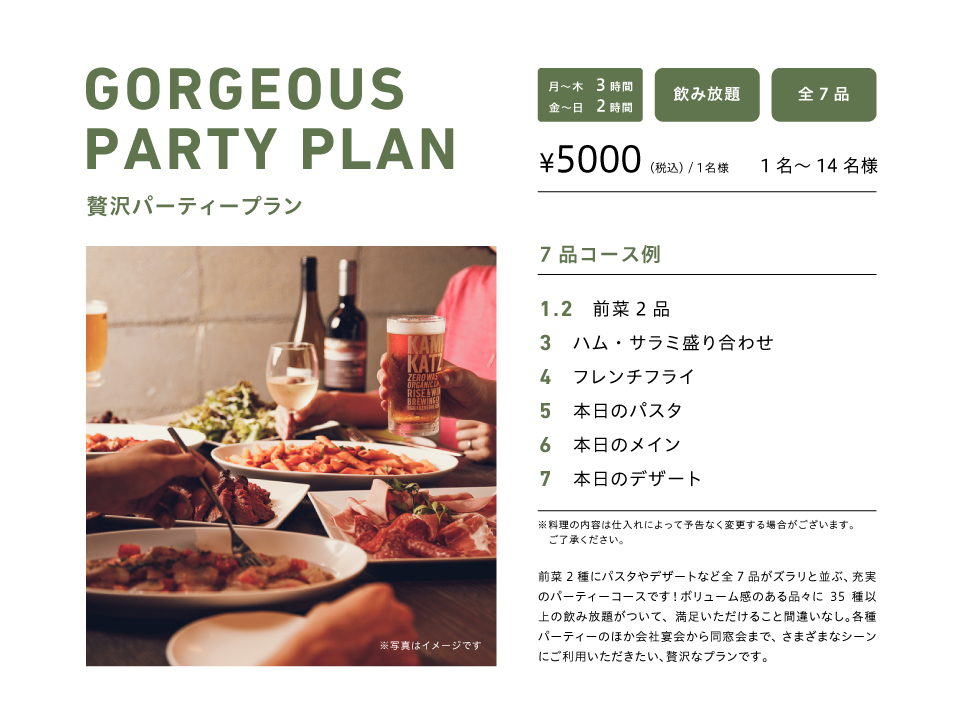 GORGEOUS
PARTY PLAN
贅沢パーティープラン
月～木 3 時間
金～日 2 時間
飲み放題
全 7 品
¥5000 (税込) / 1名様 1 名～ 14 名様
7 品コース例
1.2 前菜 2 品
3 ハム・サラミ盛り合わせ
4 フレンチフライ
5 本日のパスタ
6 本日のメイン
7 本日のデザート
※料理の内容は仕入れによって予告なく変更する場合がございます。
ご了承ください。
前菜 2 種にパスタやデザートなど全 7 品がズラリと並ぶ、充実
のパーティーコースです！ボリューム感のある品々に 35 種以
上の飲み放題がついて、満足いただけること間違いなし。各種
パーティーのほか会社宴会から同窓会まで、さまざまなシーン
にご利用いただきたい、贅沢なプランです。
KATZ
ORGANIC
RISE &
BREWING
※写真はイメージです